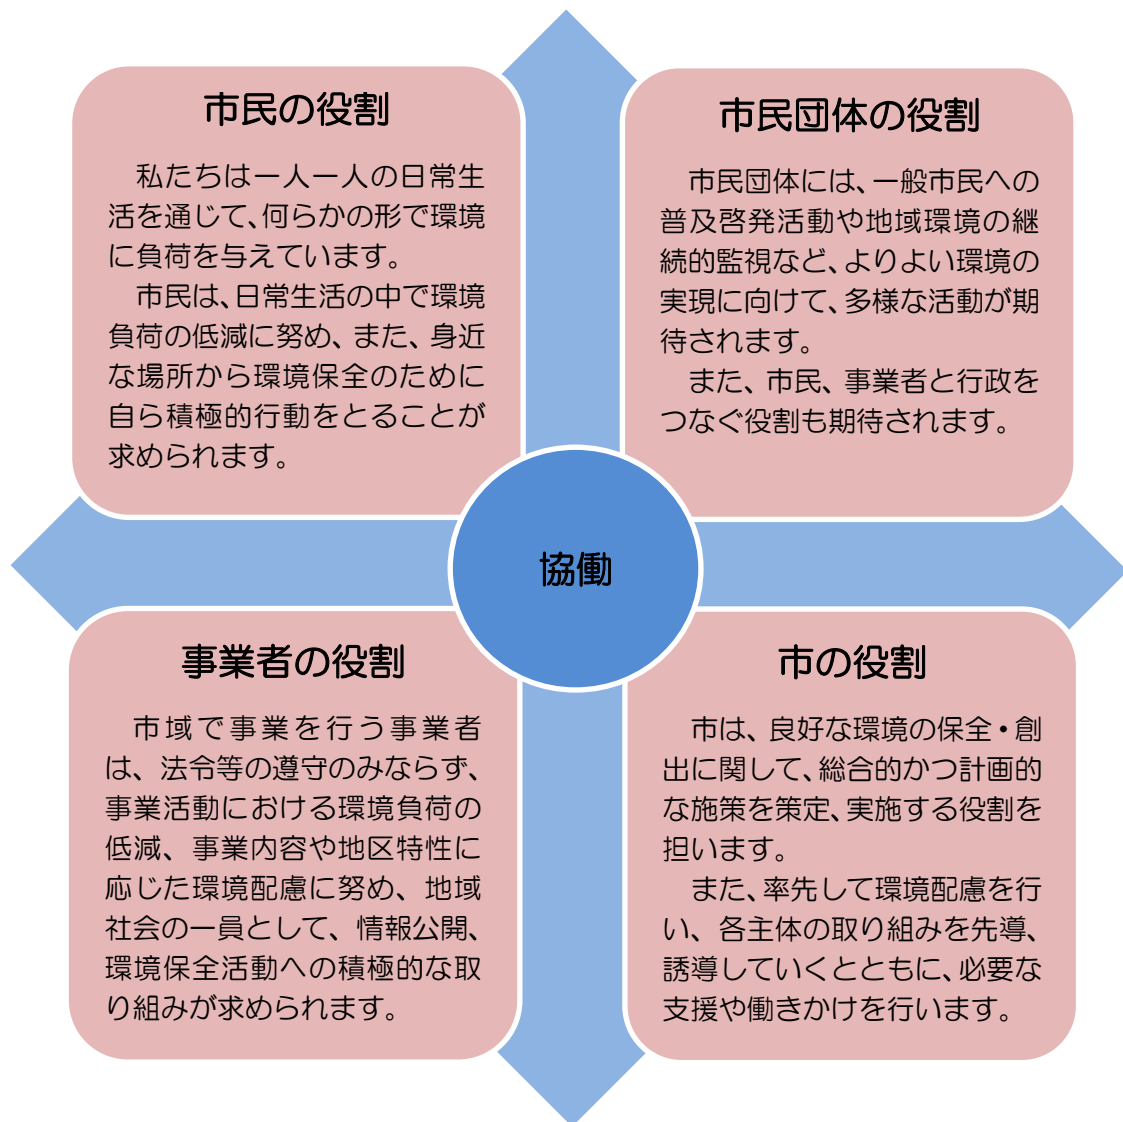 市民の役割
私たちは一人一人の日常生
活を通じて、何らかの形で環境
に負荷を与えています。
市民は、日常生活の中で環境
負荷の低減に努め、また、身近
な場所から環境保全のために
自ら積極的行動をとることが
求められます。
市民団体の役割
市民団体には、一般市民への
普及啓発活動や地域環境の継
続的監視など、よりよい環境の
実現に向けて、多様な活動が期
待されます。
また、市民、事業者と行政を
つなぐ役割も期待されます。
協働
事業者の役割
市域で事業を行う事業者
は、法令等の遵守のみならず、
事業活動における環境負荷の
低減、事業内容や地区特性に
応じた環境配慮に努め、地域
社会の一員として、情報公開、
環境保全活動への積極的な取
り組みが求められます。
市の役割
市は、良好な環境の保全・創
出に関して、総合的かつ計画的
な施策を策定、実施する役割を
担います。
また、率先して環境配慮を行
い、各主体の取り組みを先導、
誘導していくとともに、必要な
支援や働きかけを行います。